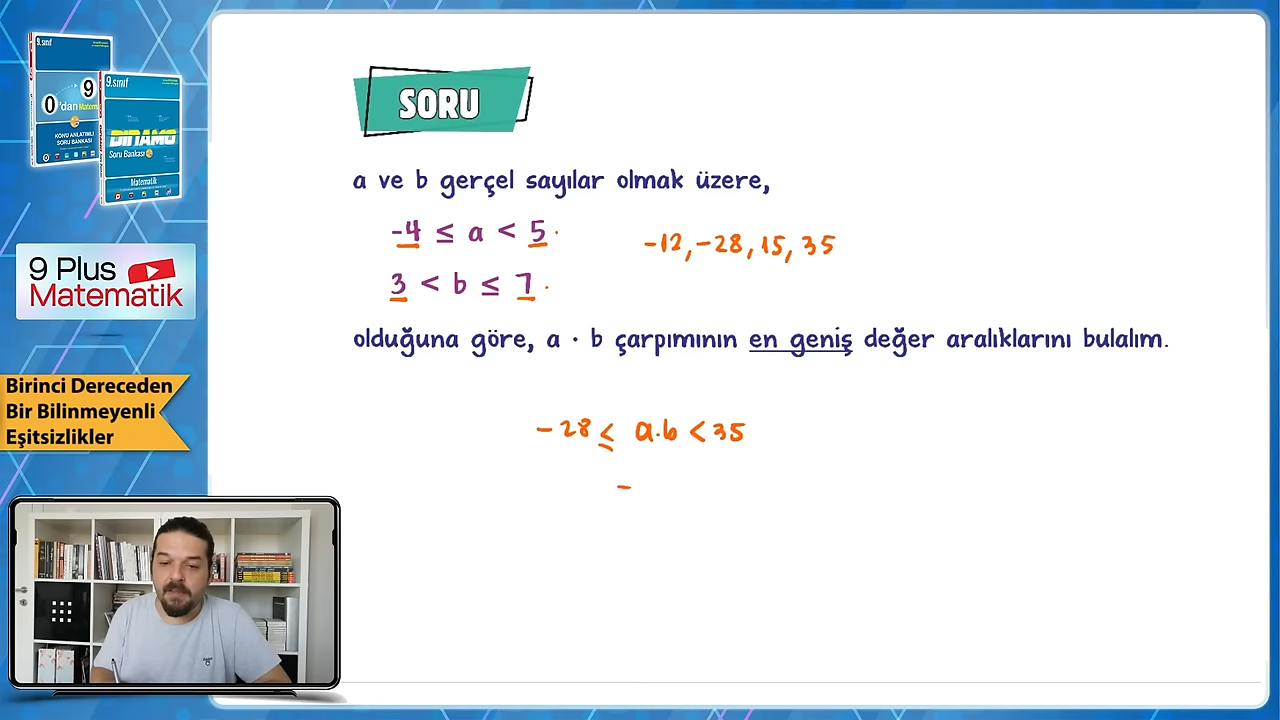 9.sınıf
0'dan 9 Matematik
KONU ANLATIMLI
SORU BANKASI
9.sınıf
DİNAMO
Soru Bankası
Matematik
9 Plus
Matematik
Birinci Dereceden
Bir Bilinmeyenli
Eşitsizlikler
SORU
a ve b gerçel sayılar olmak üzere,
-4 ≤ a < 5
-12, -28, 15, 35
3 < b ≤ 7
olduğuna göre, a · b çarpımının en geniş değer aralıklarını bulalım.
-28 ≤ a.b < 35
-